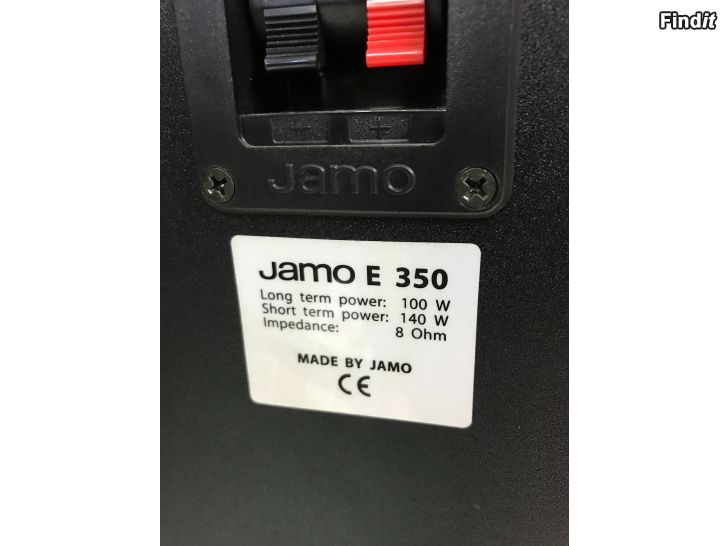 Findit
- +
Jamo
Jamo E 350
Long term power: 100 W
Short term power: 140 W
Impedance: 8 Ohm
MADE BY JAMO
CE